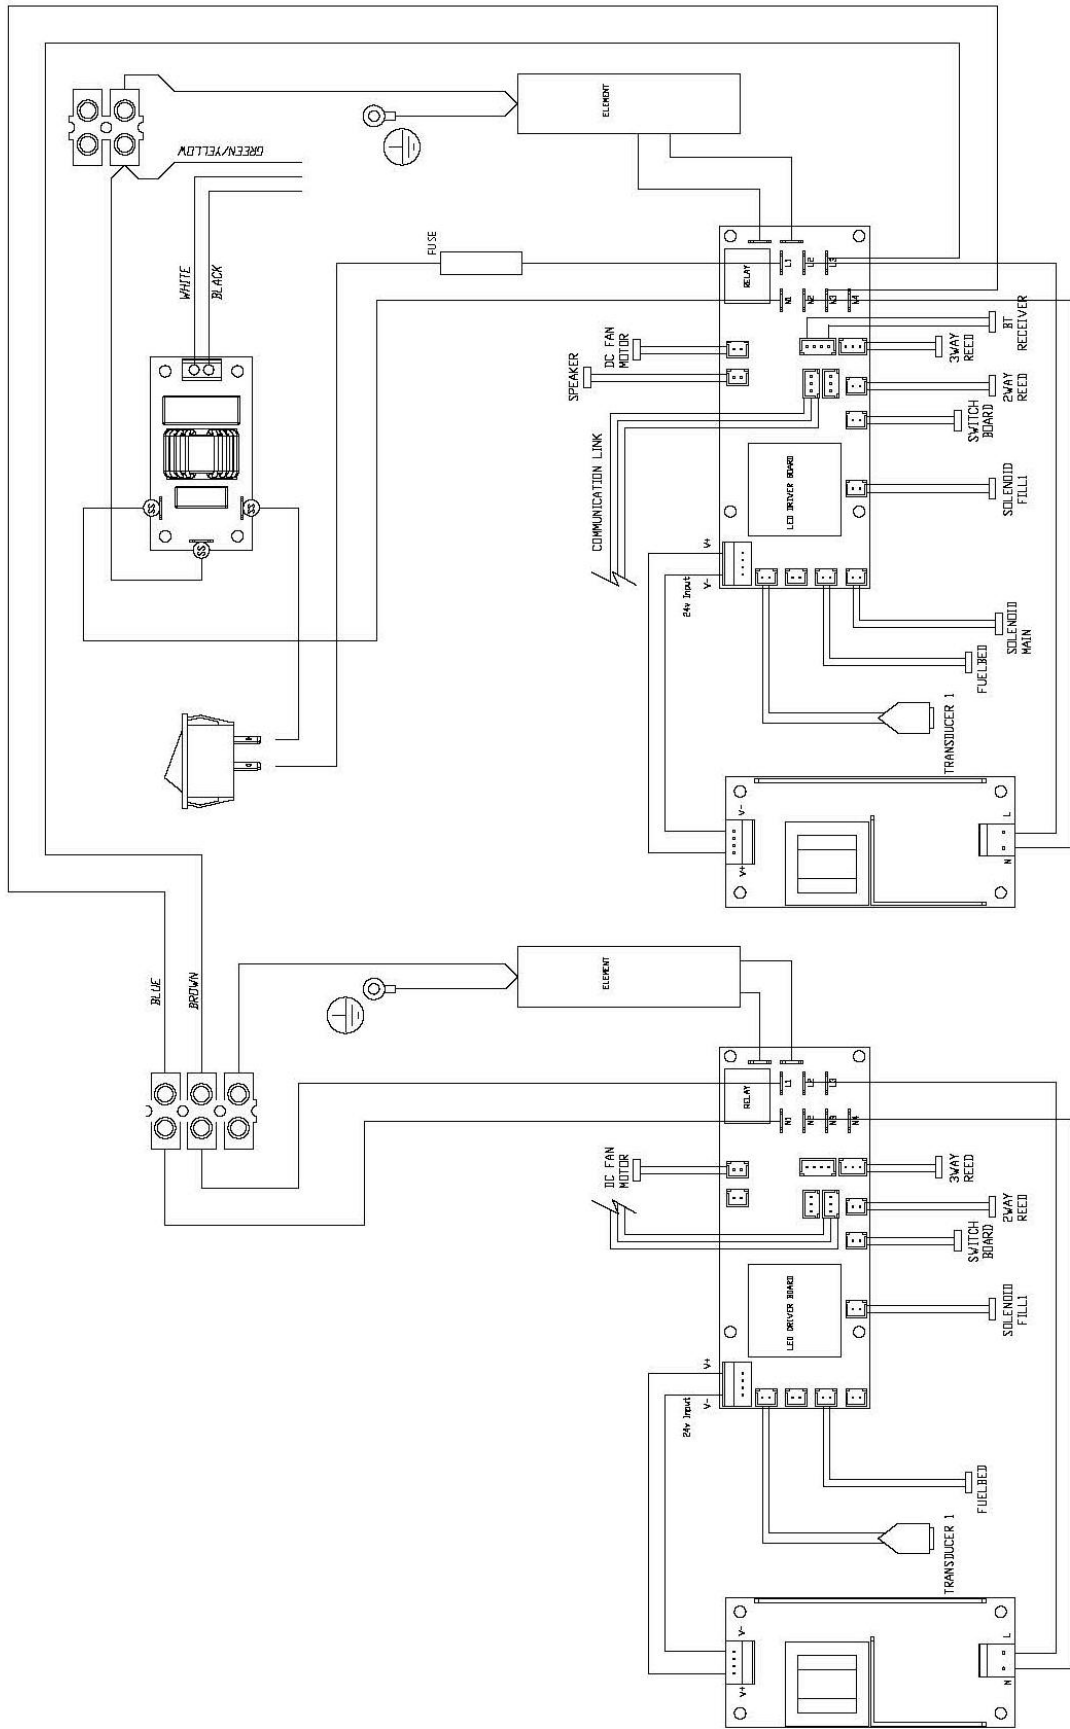 ELEMENT
GREEN/YELLOW
WHITE
BLACK
FUSE
RELAY
L1
L2
L3
N1
N2
N3
N4
BT
RECEIVER
3WAY
REED
2WAY
REED
SWITCH
BOARD
SOLENOID
FILL1
DC FAN
MOTOR
SPEAKER
COMMUNICATION LINK
LED DRIVER BOARD
V+
V-
24v Input
SS
SS
SS
SOLENOID
MAIN
FUELBED
TRANSDUCER 1
V-
V+
L
N
BLUE
BROWN
ELEMENT
RELAY
L1
L2
L3
N1
N2
N3
N4
DC FAN
MOTOR
3WAY
REED
2WAY
REED
SWITCH
BOARD
SOLENOID
FILL1
LED DRIVER BOARD
V+
V-
24v Input
FUELBED
TRANSDUCER 1
V-
V+
L
N